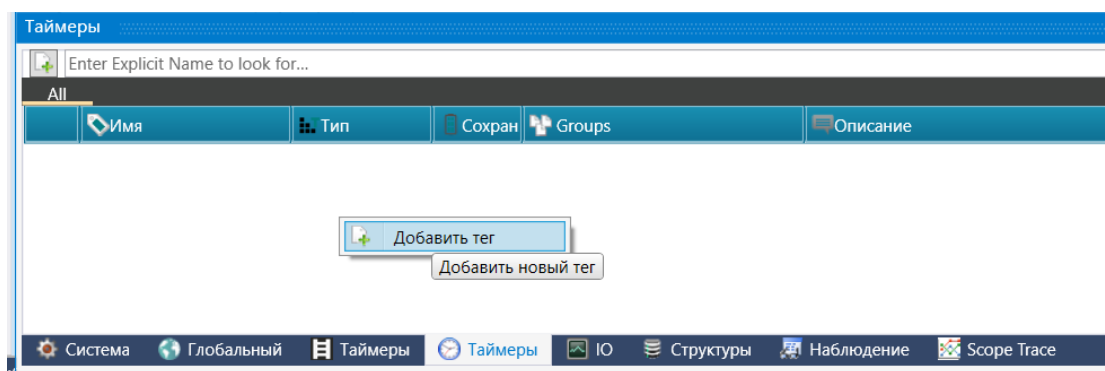 Таймеры
Enter Explicit Name to look for...
All
Имя Тип Сохран Groups Описание
Добавить тег
Добавить новый тег
Система Глобальный Таймеры Таймеры IO Структуры Наблюдение Scope Trace